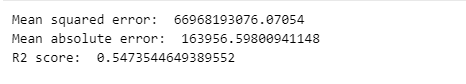 Mean squared error:  66968193076.07054
Mean absolute error:  163956.59800941148
R2 score:  0.5473544649389552